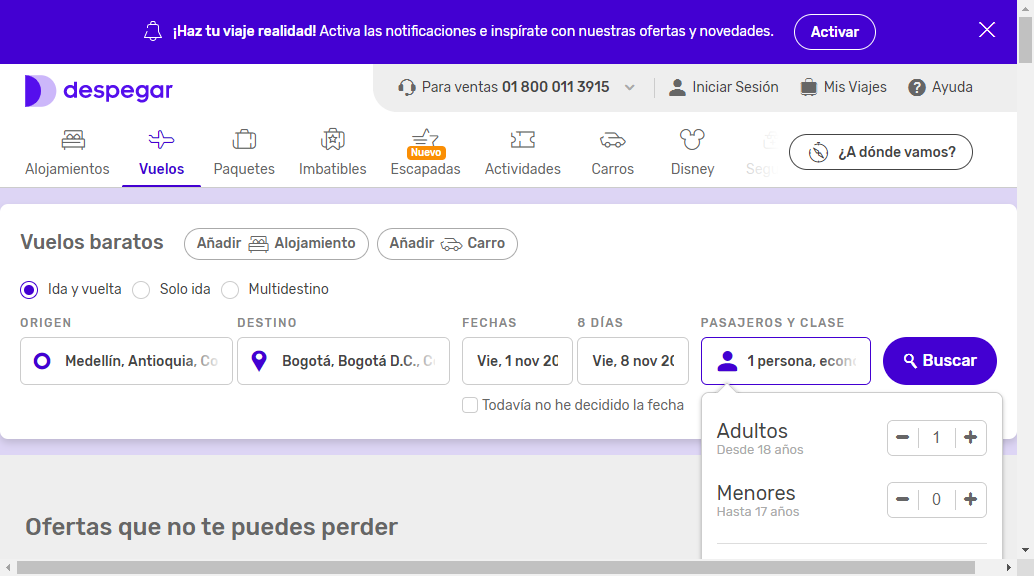 ¡Haz tu viaje realidad! Activa las notificaciones e inspírate con nuestras ofertas y novedades.
Activar
despegar
Para ventas 01 800 011 3915
Iniciar Sesión
Mis Viajes
Ayuda
Alojamientos
Vuelos
Paquetes
Imbatibles
Nuevo
Escapadas
Actividades
Carros
Disney
¿A dónde vamos?
Vuelos baratos
Añadir Alojamiento
Añadir Carro
Ida y vuelta
Solo ida
Multidestino
ORIGEN
DESTINO
FECHAS
8 DÍAS
PASAJEROS Y CLASE
Medellín, Antioquia, Co
Bogotá, Bogotá D.C., C
Vie, 1 nov 20
Vie, 8 nov 20
1 persona, econ
Buscar
Todavía no he decidido la fecha
Adultos
Desde 18 años
1
Menores
Hasta 17 años
0
Ofertas que no te puedes perder